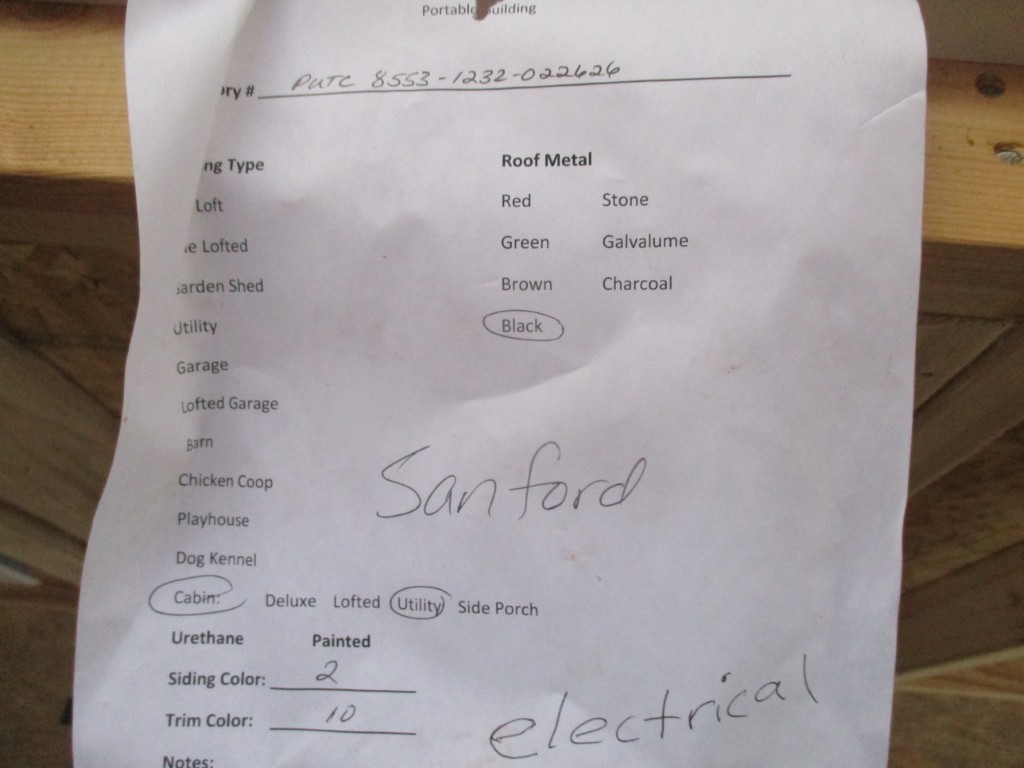 Portable uilding
ory # PUTC 8553-1232-022626
ng Type
Roof Metal
Loft
Red Stone
e Lofted
Green Galvalume
arden Shed
Brown Charcoal
Utility
Black
Garage
Lofted Garage
Barn
Sanford
Chicken Coop
Playhouse
Dog Kennel
Cabin: Deluxe Lofted Utility Side Porch
Urethane Painted
Siding Color: 2
Trim Color: 10
electrical
Notes: